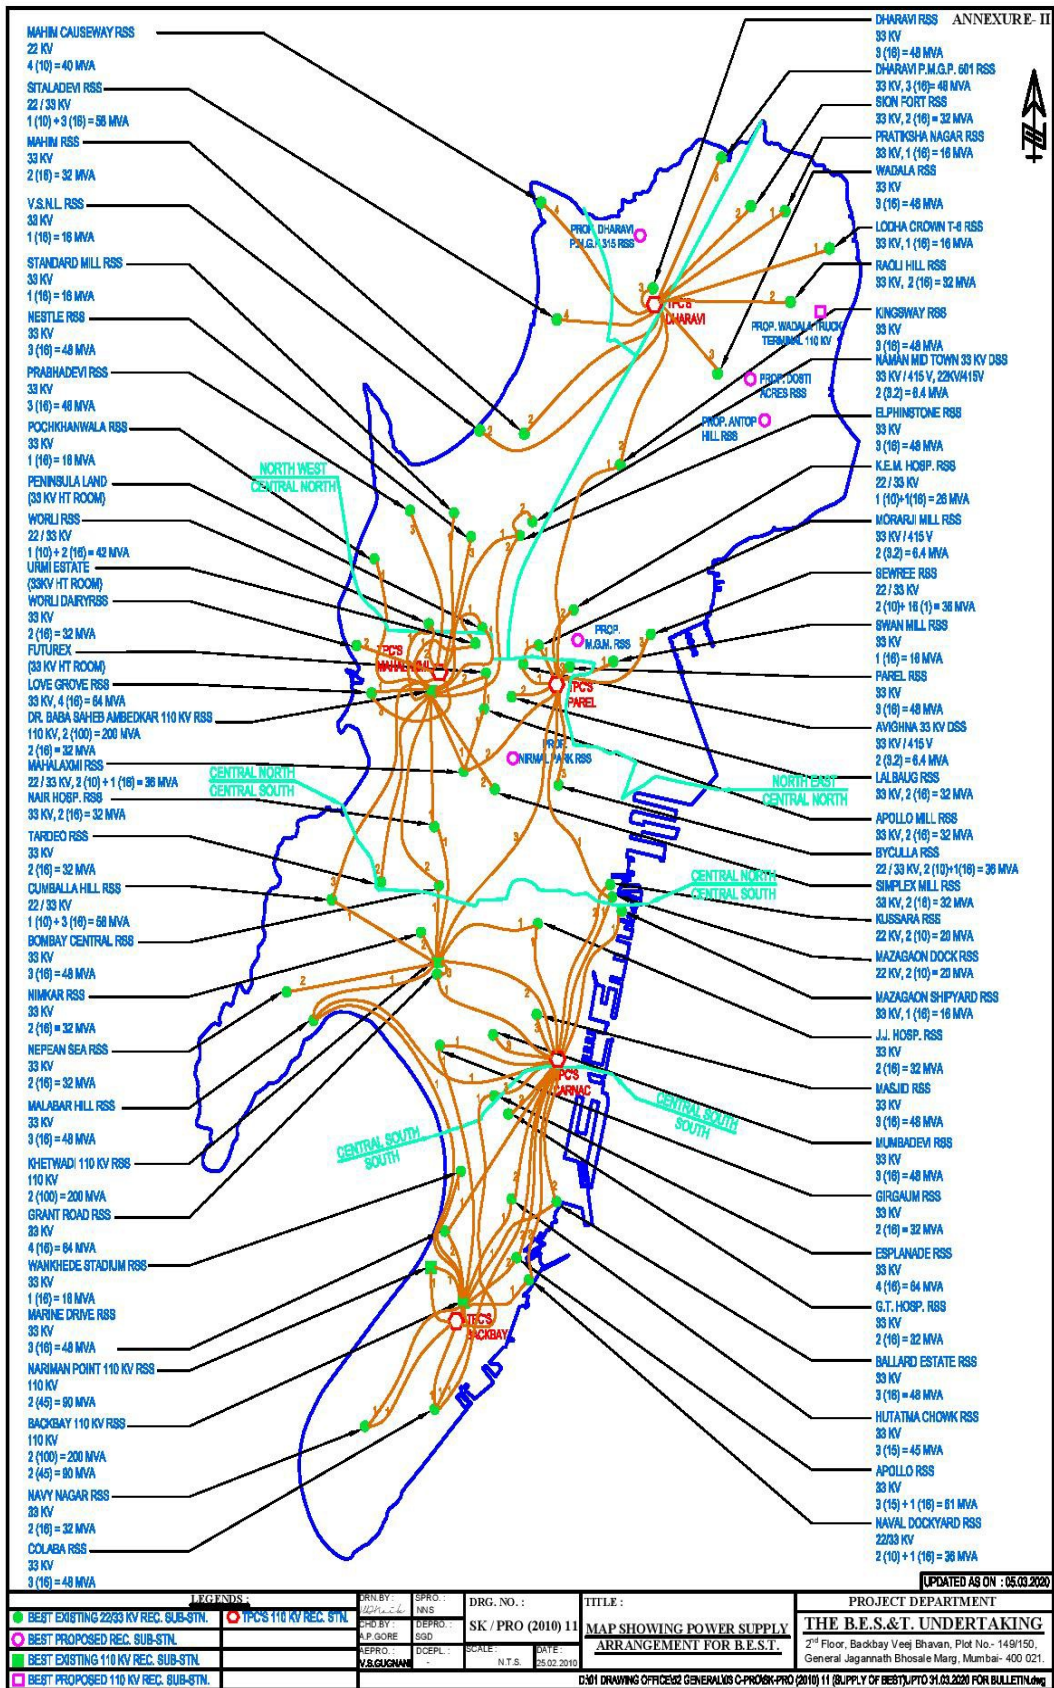 ANNEXURE- II
MAHIM CAUSEWAY RSS
22 KV
4 (10) = 40 MVA
SITALADEVI RSS
22 / 33 KV
1 (10) + 3 (16) = 58 MVA
MAHIM RSS
33 KV
2 (16) = 32 MVA
V.S.N.L. RSS
33 KV
1 (16) = 16 MVA
STANDARD MILL RSS
33 KV
1 (16) = 16 MVA
NESTLE RSS
33 KV
3 (16) = 48 MVA
PRABHADEVI RSS
33 KV
3 (16) = 48 MVA
POCHKHANWALA RSS
33 KV
1 (16) = 16 MVA
PENINSULA LAND
(33 KV HT ROOM)
WORLI RSS
22 / 33 KV
1 (10) + 2 (16) = 42 MVA
URMI ESTATE
(33KV HT ROOM)
WORLI DAIRYRSS
33 KV
2 (16) = 32 MVA
FUTUREX
(33 KV HT ROOM)
LOVE GROVE RSS
33 KV, 4 (16) = 64 MVA
DR. BABA SAHEB AMBEDKAR 110 KV RSS
110 KV, 2 (100) = 200 MVA
2 (16) = 32 MVA
MAHALAXMI RSS
22 / 33 KV, 2 (10) + 1 (16) = 36 MVA
NAIR HOSP. RSS
33 KV, 2 (16) = 32 MVA
TARDEO RSS
33 KV
2 (16) = 32 MVA
CUMBALLA HILL RSS
22 / 33 KV
1 (10) + 3 (16) = 58 MVA
BOMBAY CENTRAL RSS
33 KV
3 (16) = 48 MVA
NIMKAR RSS
33 KV
2 (16) = 32 MVA
NEPEAN SEA RSS
33 KV
2 (16) = 32 MVA
MALABAR HILL RSS
33 KV
3 (16) = 48 MVA
KHETWADI 110 KV RSS
110 KV
2 (100) = 200 MVA
GRANT ROAD RSS
33 KV
4 (16) = 64 MVA
WANKHEDE STADIUM RSS
33 KV
1 (16) = 16 MVA
MARINE DRIVE RSS
33 KV
3 (16) = 48 MVA
NARIMAN POINT 110 KV RSS
110 KV
2 (45) = 90 MVA
BACKBAY 110 KV RSS
110 KV
2 (100) = 200 MVA
2 (45) = 90 MVA
NAVY NAGAR RSS
33 KV
2 (16) = 32 MVA
COLABA RSS
33 KV
3 (16) = 48 MVA
PROP. DHARAVI
P.M.G.P. 315 RSS
TPC'S
DHARAVI
PROP. WADALA TRUCK
TERMINAL 110 KV
PROP. DOSTI
ACRES RSS
PROP. ANTOP
HILL RSS
NORTH WEST
CENTRAL NORTH
TPC'S
MAHALAXMI
PROP.
M.G.M. RSS
TPC'S
PAREL
PROP.
NIRMAL PARK RSS
CENTRAL NORTH
CENTRAL SOUTH
NORTH EAST
CENTRAL NORTH
CENTRAL NORTH
CENTRAL SOUTH
TPC'S
CARNAC
CENTRAL SOUTH
SOUTH
CENTRAL SOUTH
SOUTH
TPC'S
BACKBAY
DHARAVI RSS
33 KV
3 (16) = 48 MVA
DHARAVI P.M.G.P. 601 RSS
33 KV, 3 (16)= 48 MVA
SION FORT RSS
33 KV, 2 (16) = 32 MVA
PRATIKSHA NAGAR RSS
33 KV, 1 (16) = 16 MVA
WADALA RSS
33 KV
3 (16) = 48 MVA
LODHA CROWN T-6 RSS
33 KV, 1 (16) = 16 MVA
RAOLI HILL RSS
33 KV, 2 (16) = 32 MVA
KINGSWAY RSS
33 KV
3 (16) = 48 MVA
NAMAN MID TOWN 33 KV DSS
33 KV / 415 V, 22KV/415V
2 (3.2) = 6.4 MVA
ELPHINSTONE RSS
33 KV
3 (16) = 48 MVA
K.E.M. HOSP. RSS
22 / 33 KV
1 (10)+1(16) = 26 MVA
MORARJI MILL RSS
33 KV / 415 V
2 (3.2) = 6.4 MVA
SEWREE RSS
22 / 33 KV
2 (10)+ 16 (1) = 36 MVA
SWAN MILL RSS
33 KV
1 (16) = 16 MVA
PAREL RSS
33 KV
3 (16) = 48 MVA
AVIGHNA 33 KV DSS
33 KV / 415 V
2 (3.2) = 6.4 MVA
LALBAUG RSS
33 KV, 2 (16) = 32 MVA
APOLLO MILL RSS
33 KV, 2 (16) = 32 MVA
BYCULLA RSS
22 / 33 KV, 2 (10)+1(16) = 36 MVA
SIMPLEX MILL RSS
33 KV, 2 (16) = 32 MVA
KUSSARA RSS
22 KV, 2 (10) = 20 MVA
MAZAGAON DOCK RSS
22 KV, 2 (10) = 20 MVA
MAZAGAON SHIPYARD RSS
33 KV, 1 (16) = 16 MVA
J.J. HOSP. RSS
33 KV
2 (16) = 32 MVA
MASJID RSS
33 KV
3 (16) = 48 MVA
MUMBADEVI RSS
33 KV
3 (16) = 48 MVA
GIRGAUM RSS
33 KV
2 (16) = 32 MVA
ESPLANADE RSS
33 KV
4 (16) = 64 MVA
G.T. HOSP. RSS
33 KV
2 (16) = 32 MVA
BALLARD ESTATE RSS
33 KV
3 (16) = 48 MVA
HUTATMA CHOWK RSS
33 KV
3 (15) = 45 MVA
APOLLO RSS
33 KV
3 (15) + 1 (16) = 61 MVA
NAVAL DOCKYARD RSS
22/33 KV
2 (10) + 1 (16) = 36 MVA
UPDATED AS ON : 05.03.2020
LEGENDS :
BEST EXISTING 22/33 KV REC. SUB-STN.
TPC'S 110 KV REC. STN.
BEST PROPOSED REC. SUB-STN.
BEST EXISTING 110 KV REC. SUB-STN.
BEST PROPOSED 110 KV REC. SUB-STN.
DRN.BY :
SPRO. :
NNS
CHD.BY :
A.P.GORE
DEPRO. :
SGD
AEPRO. :
V.S.GUGNANI
DCEPL. :
-
DRG. NO. :
SK / PRO (2010) 11
SCALE :
N.T.S.
DATE :
25.02.2010
TITLE :
MAP SHOWING POWER SUPPLY
ARRANGEMENT FOR B.E.S.T.
PROJECT DEPARTMENT
THE B.E.S.&T. UNDERTAKING
2nd Floor, Backbay Veej Bhavan, Plot No.- 149/150,
General Jagannath Bhosale Marg, Mumbai- 400 021.
D:\01 DRAWING OFFICE\02 GENERAL\03 C-PRO\SK-PRO (2010) 11 (SUPPLY OF BEST)UPTO 31.03.2020 FOR BULLETIN.dwg